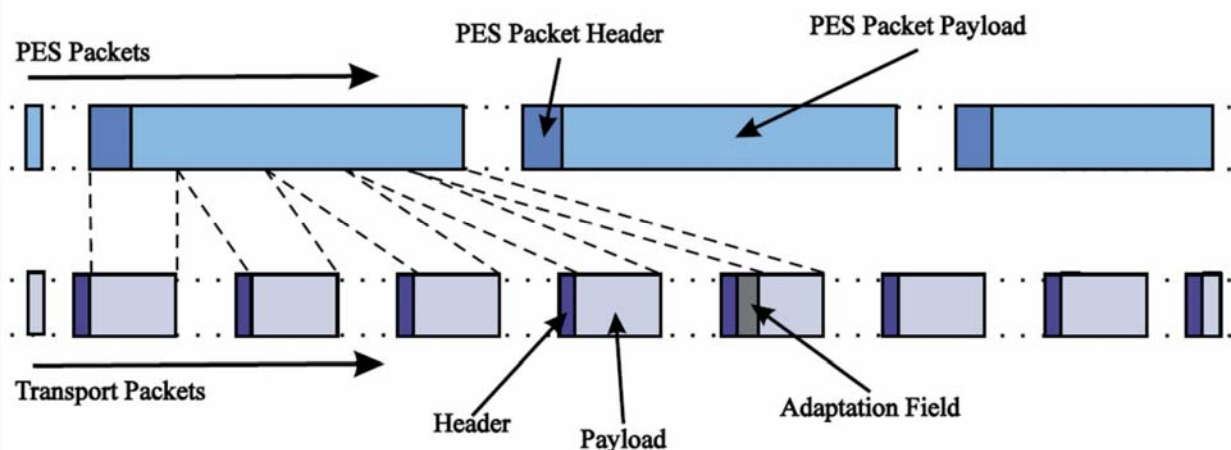 PES Packet Header
PES Packet Payload
PES Packets
Transport Packets
Header
Payload
Adaptation Field